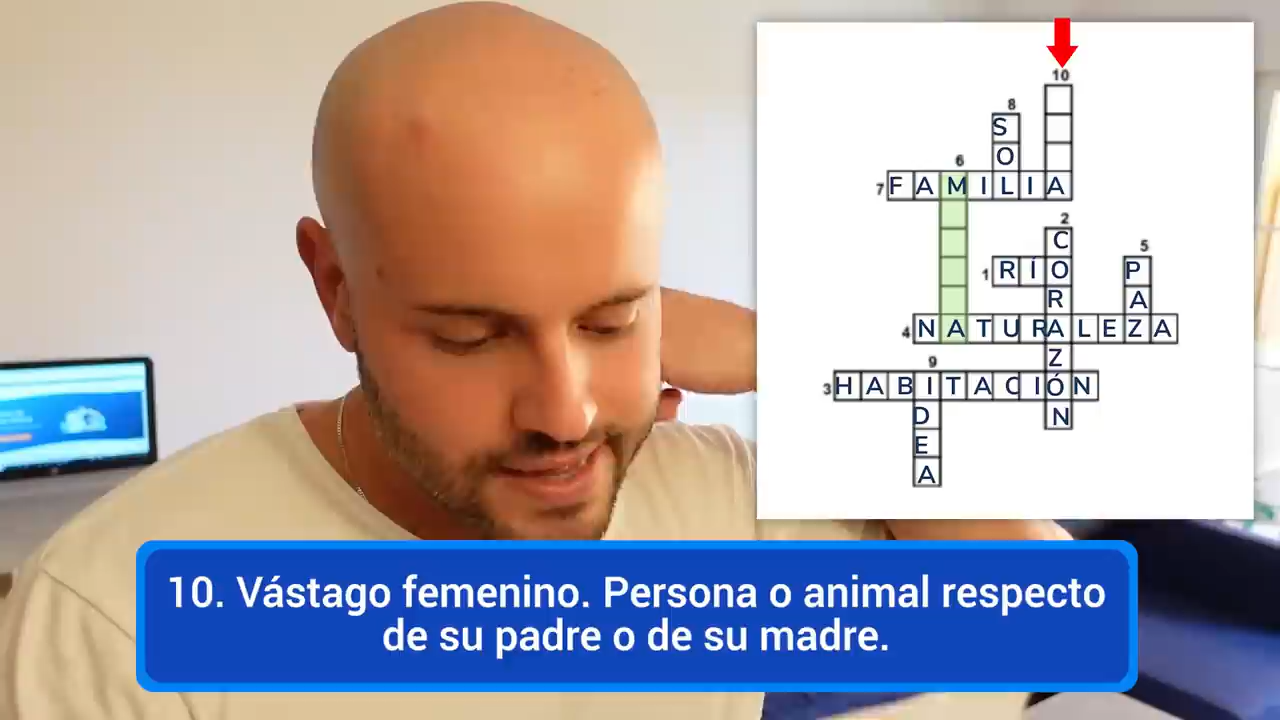 10
8
S
6
O
7 F A M I L I A
2
C
5
1 R Í O
P
R
A
4 N A T U R A L E Z A
9
Z
3 H A B I T A C I Ó N
D
N
E
A
10. Vástago femenino. Persona o animal respecto
de su padre o de su madre.